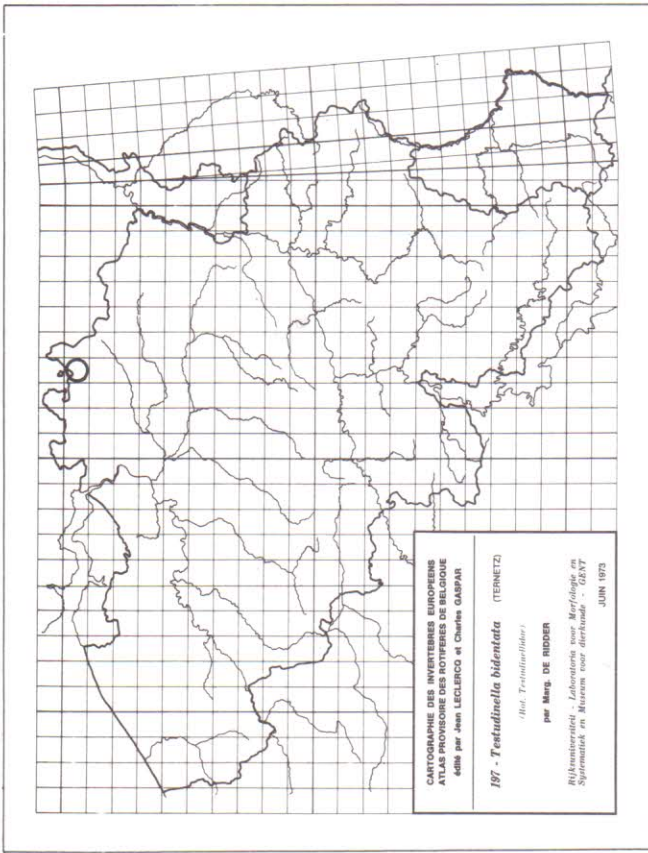 CARTOGRAPHIE DES INVERTEBRES EUROPEENS
ATLAS PROVISOIRE DES ROTIFERES DE BELGIQUE
édité par Jean LECLERCQ et Charles GASPAR
197 - Testudinella bidentata (TERNETZ)
(Rot. Testudinellidae)
par Marg. DE RIDDER
Rijksuniversiteit - Laboratoria voor Morfologie en
Systematiek en Museum voor dierkunde - GENT
JUIN 1973